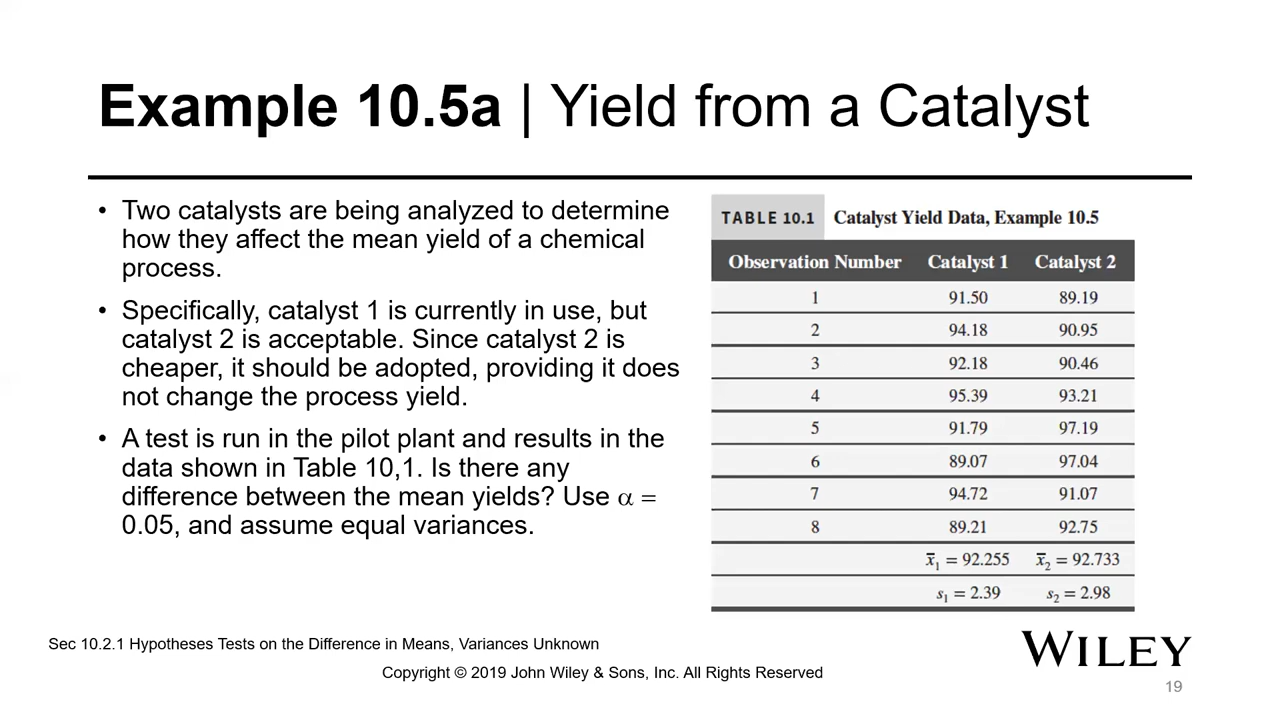 Example 10.5a | Yield from a Catalyst
• Two catalysts are being analyzed to determine
how they affect the mean yield of a chemical
process.
• Specifically, catalyst 1 is currently in use, but
catalyst 2 is acceptable. Since catalyst 2 is
cheaper, it should be adopted, providing it does
not change the process yield.
• A test is run in the pilot plant and results in the
data shown in Table 10,1. Is there any
difference between the mean yields? Use α =
0.05, and assume equal variances.
TABLE 10.1 Catalyst Yield Data, Example 10.5
Observation Number Catalyst 1 Catalyst 2
1 91.50 89.19
2 94.18 90.95
3 92.18 90.46
4 95.39 93.21
5 91.79 97.19
6 89.07 97.04
7 94.72 91.07
8 89.21 92.75
x̄₁ = 92.255 x̄₂ = 92.733
s₁ = 2.39 s₂ = 2.98
Sec 10.2.1 Hypotheses Tests on the Difference in Means, Variances Unknown
Copyright © 2019 John Wiley & Sons, Inc. All Rights Reserved
WILEY
19